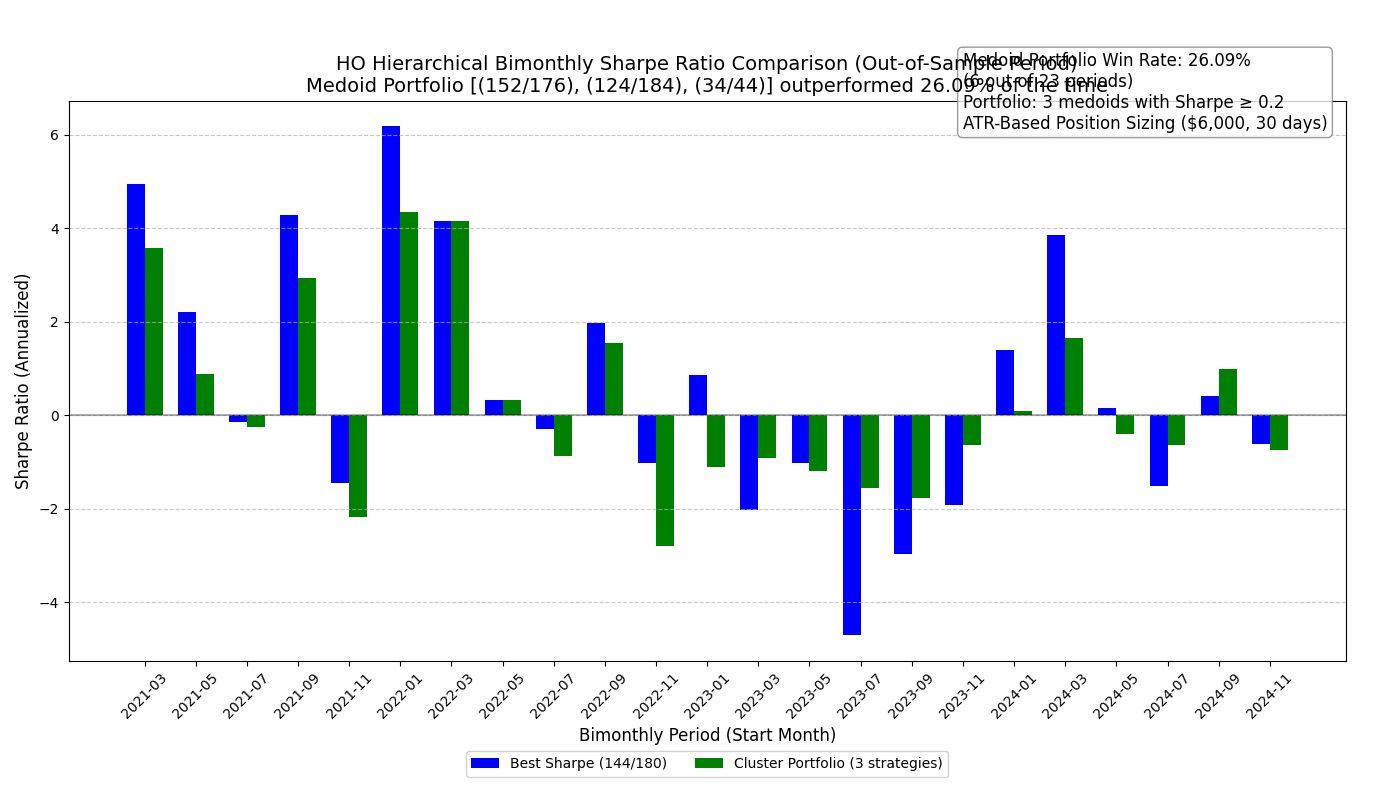 HO Hierarchical Bimonthly Sharpe Ratio Comparison (Out-of-Sample Period)
Medoid Portfolio [(152/176), (124/184), (34/44)] outperformed 26.09% of the time
Medoid Portfolio Win Rate: 26.09%
(6 out of 23 periods)
Portfolio: 3 medoids with Sharpe ≥ 0.2
ATR-Based Position Sizing ($6,000, 30 days)
Sharpe Ratio (Annualized)
6
4
2
0
−2
−4
2021-03
2021-05
2021-07
2021-09
2021-11
2022-01
2022-03
2022-05
2022-07
2022-09
2022-11
2023-01
2023-03
2023-05
2023-07
2023-09
2023-11
2024-01
2024-03
2024-05
2024-07
2024-09
2024-11
Bimonthly Period (Start Month)
Best Sharpe (144/180)
Cluster Portfolio (3 strategies)